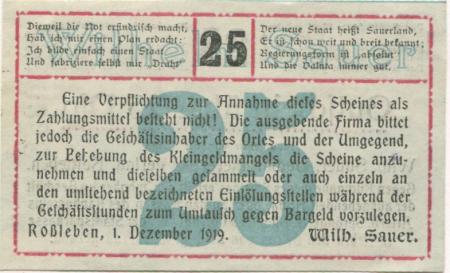 Dieweil die Not erfindrisch macht,
Hab ich mir einen Plan erdacht:
Ich bilde einfach einen Staat
Und fabriziere selbst mir „Draht“
25
Der neue Staat heißt Sauerland,
Er ist schon weit und breit bekannt;
Regierungsform ist absolut
Und die Valuta immer gut.
Eine Verpflichtung zur Annahme dieses Scheines als
Zahlungsmittel besteht nicht! Die ausgebende Firma bittet
jedoch die Geschäftsinhaber des Ortes und der Umgegend,
zur Behebung des Kleingeldmangels die Scheine anzu-
nehmen und dieselben gesammelt oder auch einzeln an
den umstehend bezeichneten Einlösungsstellen während der
Geschäftsstunden zum Umtausch gegen Bargeld vorzulegen.
Roßleben, 1. Dezember 1919. Wilh. Sauer.
25